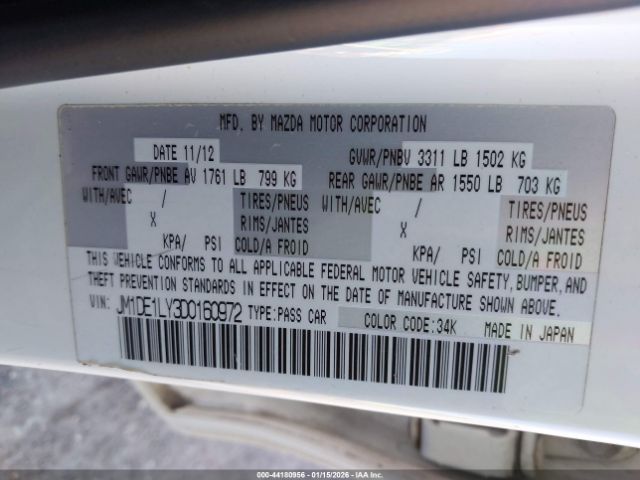 MFD. BY MAZDA MOTOR CORPORATION
DATE 11/12 GVWR/PNBV 3311 LB 1502 KG
FRONT GAWR/PNBE AV 1761 LB 799 KG REAR GAWR/PNBE AR 1550 LB 703 KG
WITH/AVEC / TIRES/PNEUS WITH/AVEC / TIRES/PNEUS
X RIMS/JANTES X RIMS/JANTES
KPA/ PSI COLD/A FROID KPA/ PSI COLD/A FROID
THIS VEHICLE CONFORMS TO ALL APPLICABLE FEDERAL MOTOR VEHICLE SAFETY, BUMPER, AND
THEFT PREVENTION STANDARDS IN EFFECT ON THE DATE OF MANUFACTURE SHOWN ABOVE.
VIN: JM1DE1LY3D0160972 TYPE:PASS CAR COLOR CODE:34K MADE IN JAPAN
000-44180956 - 01/15/2026 - IAA Inc.